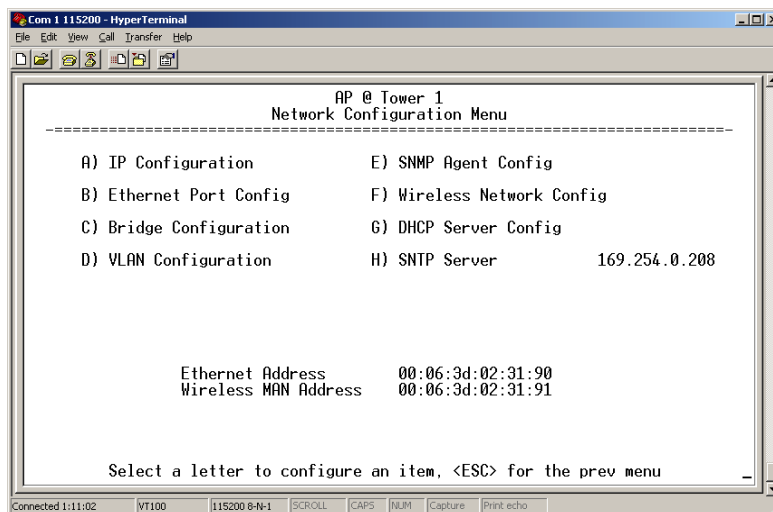 Com 1 115200 - HyperTerminal
File Edit View Call Transfer Help
AP @ Tower 1
Network Configuration Menu
-==========================================================================-
A) IP Configuration E) SNMP Agent Config
B) Ethernet Port Config F) Wireless Network Config
C) Bridge Configuration G) DHCP Server Config
D) VLAN Configuration H) SNTP Server 169.254.0.208
Ethernet Address 00:06:3d:02:31:90
Wireless MAN Address 00:06:3d:02:31:91
Select a letter to configure an item, <ESC> for the prev menu _
Connected 1:11:02 VT100 115200 8-N-1 SCROLL CAPS NUM Capture Print echo